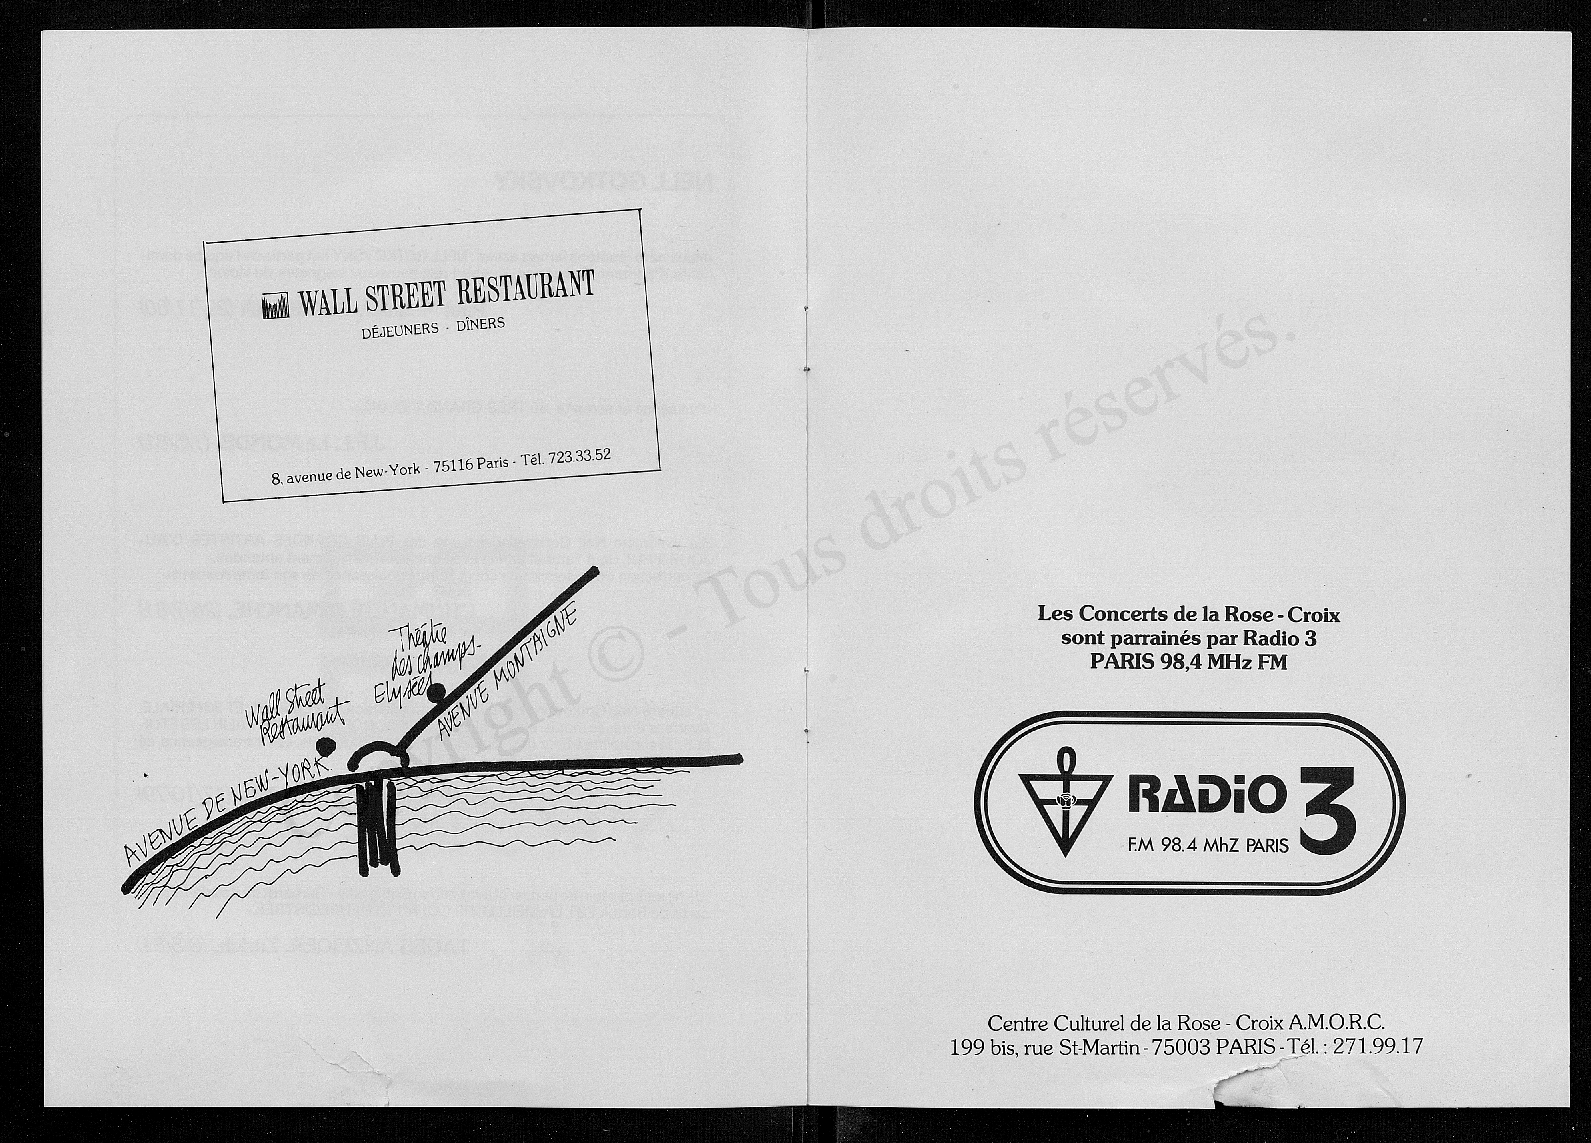 WALL STREET RESTAURANT
DÉJEUNERS - DÎNERS
8, avenue de New-York - 75116 Paris - Tél. 723.33.52
Théâtre
des champs-
Elysées
AVENUE MONTAIGNE
Wall Street
Restaurant
AVENUE DE NEW-YORK
Les Concerts de la Rose - Croix
sont parrainés par Radio 3
PARIS 98,4 MHz FM
RADiO 3
F.M 98.4 MhZ PARIS
Centre Culturel de la Rose - Croix A.M.O.R.C.
199 bis, rue St-Martin - 75003 PARIS - Tél. : 271.99.17
Copyright © - Tous droits réservés.